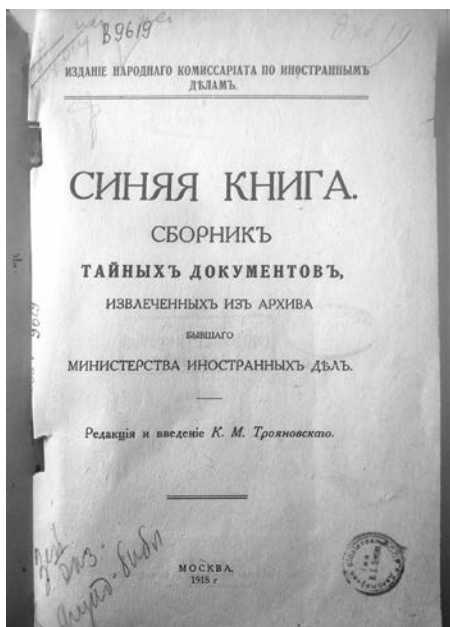 В9619
ИЗДАНІЕ НАРОДНАГО КОМИССАРІАТА ПО ИНОСТРАННЫМЪ
ДѢЛАМЪ.
СИНЯЯ КНИГА.
СБОРНИКЪ
ТАЙНЫХЪ ДОКУМЕНТОВЪ,
ИЗВЛЕЧЕННЫХЪ ИЗЪ АРХИВА
БЫВШАГО
МИНИСТЕРСТВА ИНОСТРАННЫХЪ ДѢЛЪ.
Редакція и введеніе К. М. Трояновскаго.
МОСКВА.
1918 г